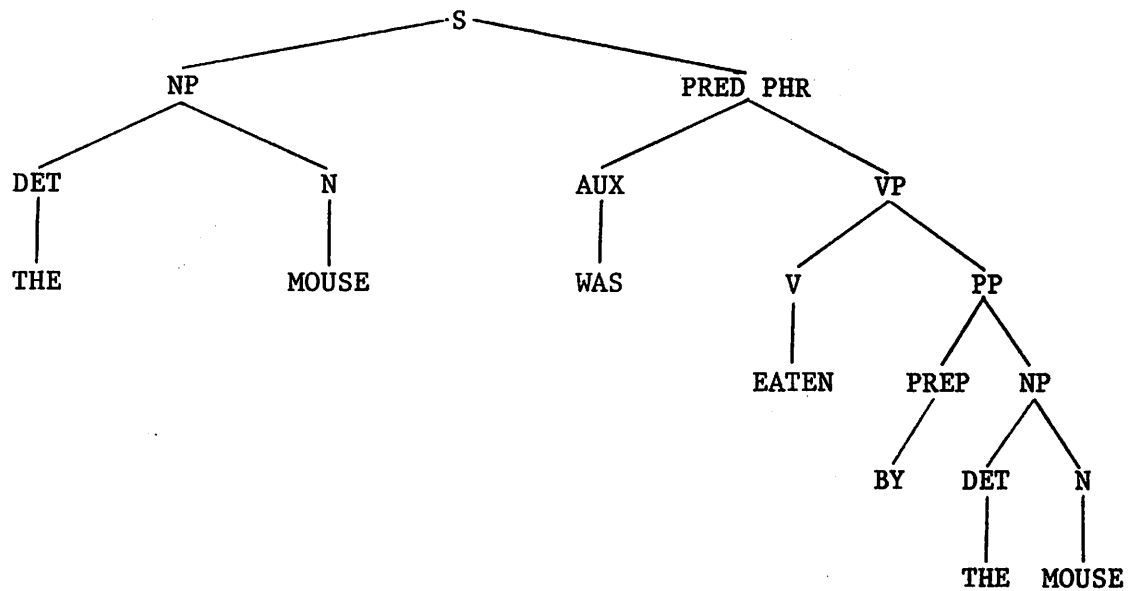 S
NP PRED PHR
DET N AUX VP
THE MOUSE WAS V PP
EATEN PREP NP
BY DET N
THE MOUSE